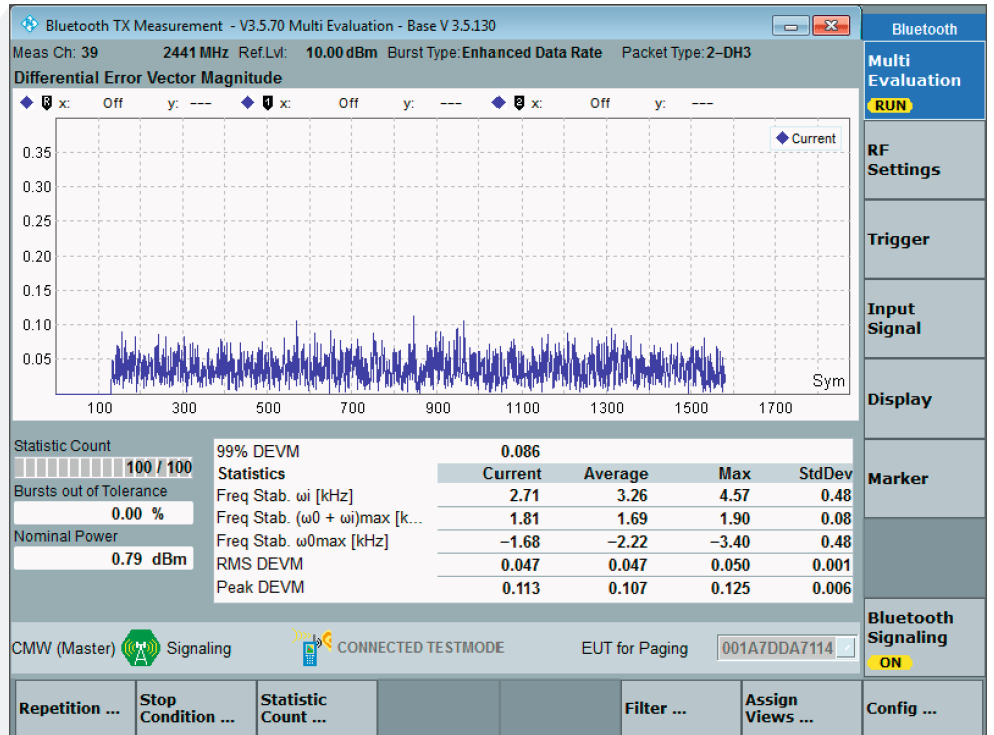 Bluetooth TX Measurement - V3.5.70 Multi Evaluation - Base V 3.5.130
Bluetooth
Meas Ch: 39 2441 MHz Ref.Lvl: 10.00 dBm Burst Type: Enhanced Data Rate Packet Type: 2-DH3
Differential Error Vector Magnitude
R x: Off y: --- 1 x: Off y: --- 2 x: Off y: ---
Current
0.35
0.30
0.25
0.20
0.15
0.10
0.05
Sym
100 300 500 700 900 1100 1300 1500 1700
Multi
Evaluation
RUN
RF
Settings
Trigger
Input
Signal
Display
Marker
Statistic Count
100 / 100
Bursts out of Tolerance
0.00 %
Nominal Power
0.79 dBm
99% DEVM 0.086
Statistics Current Average Max StdDev
Freq Stab. ωi [kHz] 2.71 3.26 4.57 0.48
Freq Stab. (ω0 + ωi)max [k... 1.81 1.69 1.90 0.08
Freq Stab. ω0max [kHz] −1.68 −2.22 −3.40 0.48
RMS DEVM 0.047 0.047 0.050 0.001
Peak DEVM 0.113 0.107 0.125 0.006
CMW (Master) Signaling CONNECTED TESTMODE EUT for Paging 001A7DDA7114
Bluetooth
Signaling
ON
Repetition ...
Stop
Condition ...
Statistic
Count ...
Filter ...
Assign
Views ...
Config ...